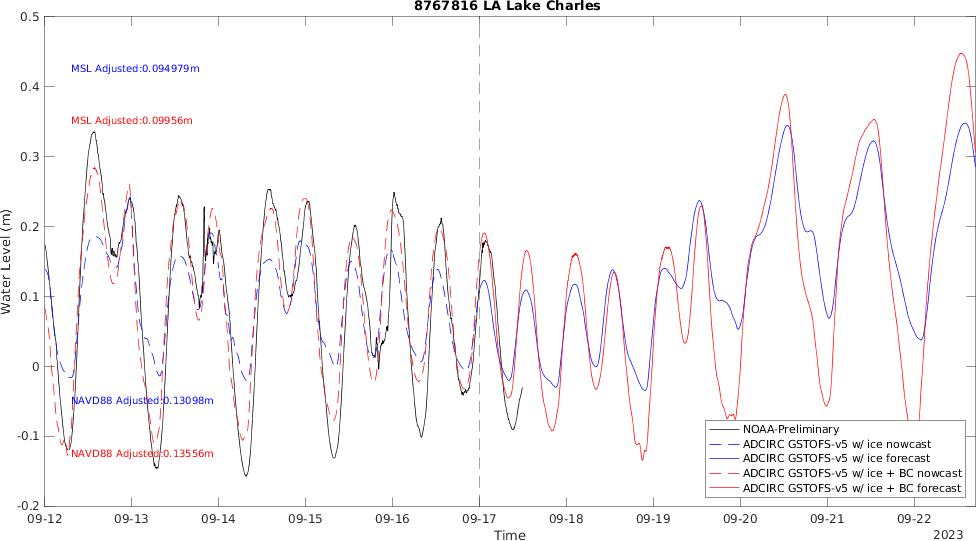 8767816 LA Lake Charles
Water Level (m)
0.5
0.4
0.3
0.2
0.1
0
-0.1
-0.2
MSL Adjusted:0.094979m
MSL Adjusted:0.09956m
NAVD88 Adjusted:0.13098m
NAVD88 Adjusted:0.13556m
NOAA-Preliminary
ADCIRC GSTOFS-v5 w/ ice nowcast
ADCIRC GSTOFS-v5 w/ ice forecast
ADCIRC GSTOFS-v5 w/ ice + BC nowcast
ADCIRC GSTOFS-v5 w/ ice + BC forecast
09-12 09-13 09-14 09-15 09-16 09-17 09-18 09-19 09-20 09-21 09-22
Time
2023